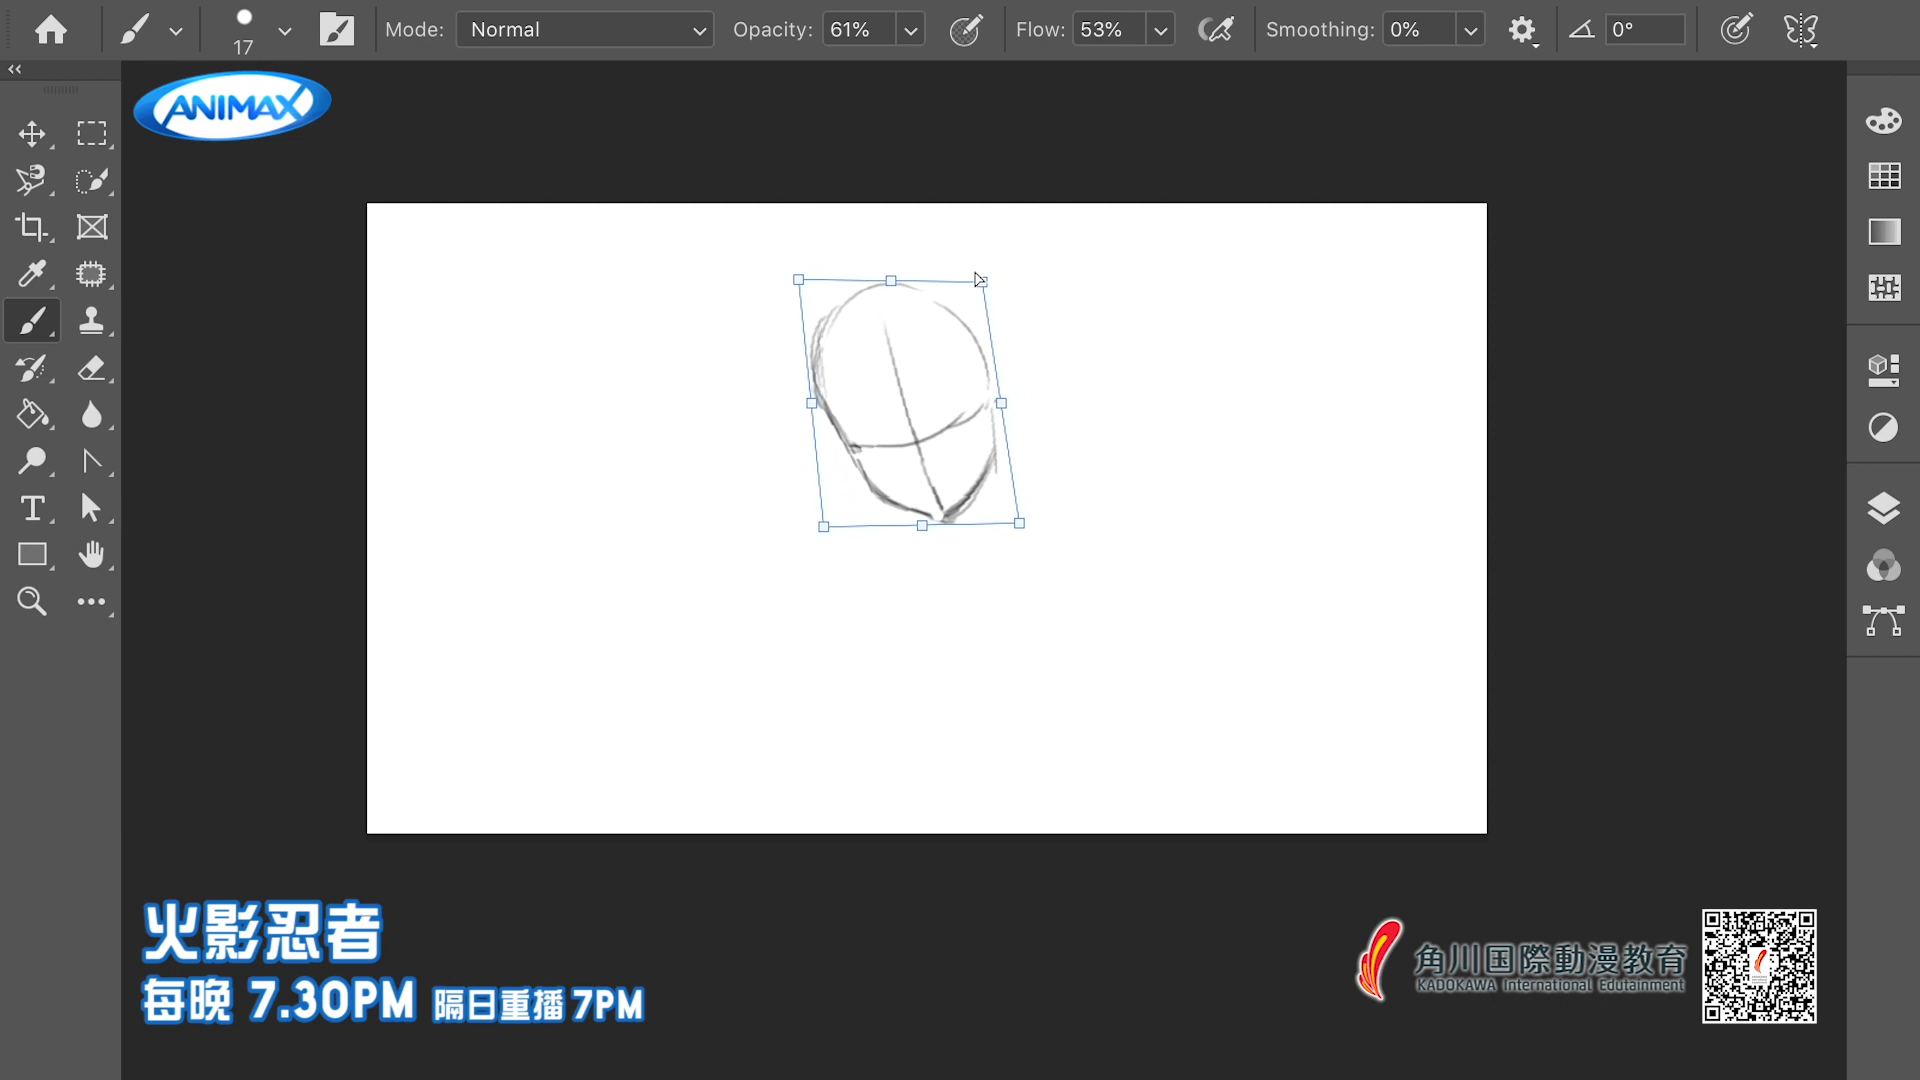 Mode: Normal Opacity: 61% Flow: 53% Smoothing: 0% 0°
17
ANIMAX
火影忍者
每晚 7.30PM 隔日重播 7PM
角川国際動漫教育
KADOKAWA International Edutainment